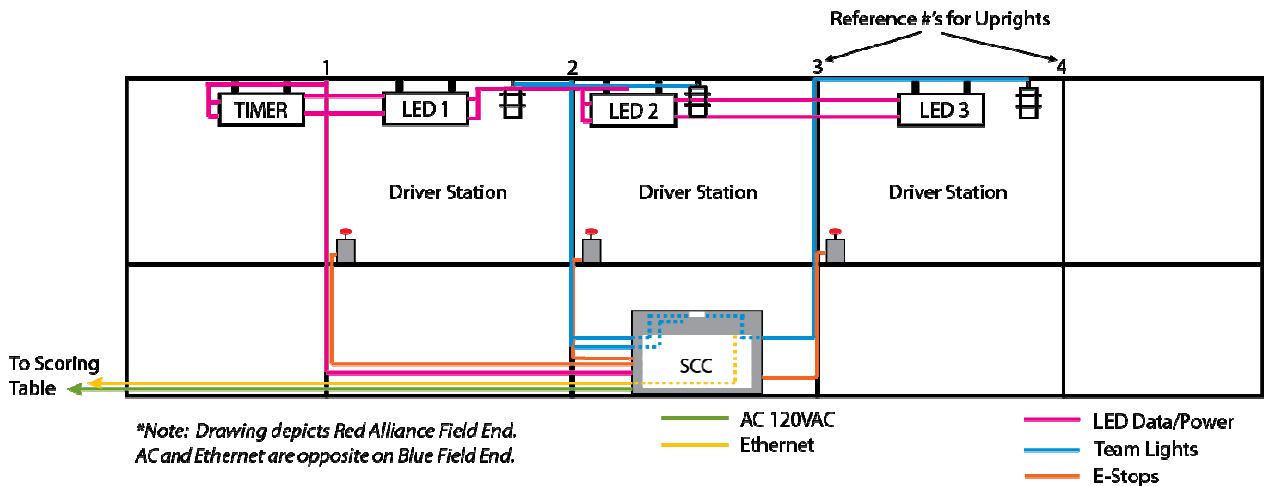 Reference #'s for Uprights
1
2
3
4
TIMER
LED 1
LED 2
LED 3
Driver Station
Driver Station
Driver Station
SCC
To Scoring
Table
*Note: Drawing depicts Red Alliance Field End.
AC and Ethernet are opposite on Blue Field End.
AC 120VAC
Ethernet
LED Data/Power
Team Lights
E-Stops